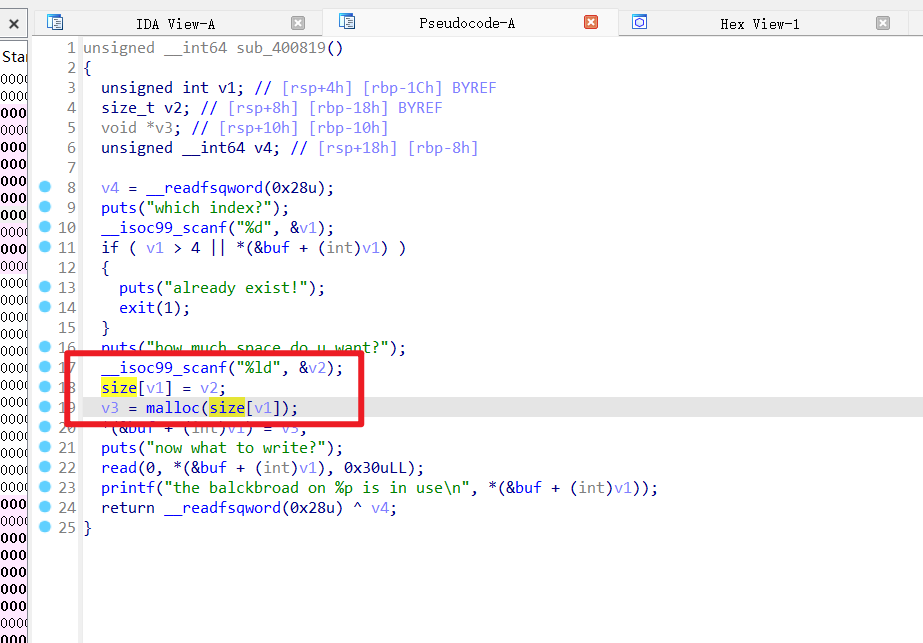 IDA View-A Pseudocode-A Hex View-1
1 unsigned __int64 sub_400819()
2 {
3 unsigned int v1; // [rsp+4h] [rbp-1Ch] BYREF
4 size_t v2; // [rsp+8h] [rbp-18h] BYREF
5 void *v3; // [rsp+10h] [rbp-10h]
6 unsigned __int64 v4; // [rsp+18h] [rbp-8h]
7
8 v4 = __readfsqword(0x28u);
9 puts("which index?");
10 __isoc99_scanf("%d", &v1);
11 if ( v1 > 4 || *(&buf + (int)v1) )
12 {
13 puts("already exist!");
14 exit(1);
15 }
16 puts("how much space do u want?");
17 __isoc99_scanf("%ld", &v2);
18 size[v1] = v2;
19 v3 = malloc(size[v1]);
20 *(&buf + (int)v1) = v3;
21 puts("now what to write?");
22 read(0, *(&buf + (int)v1), 0x30uLL);
23 printf("the balckbroad on %p is in use\n", *(&buf + (int)v1));
24 return __readfsqword(0x28u) ^ v4;
25 }